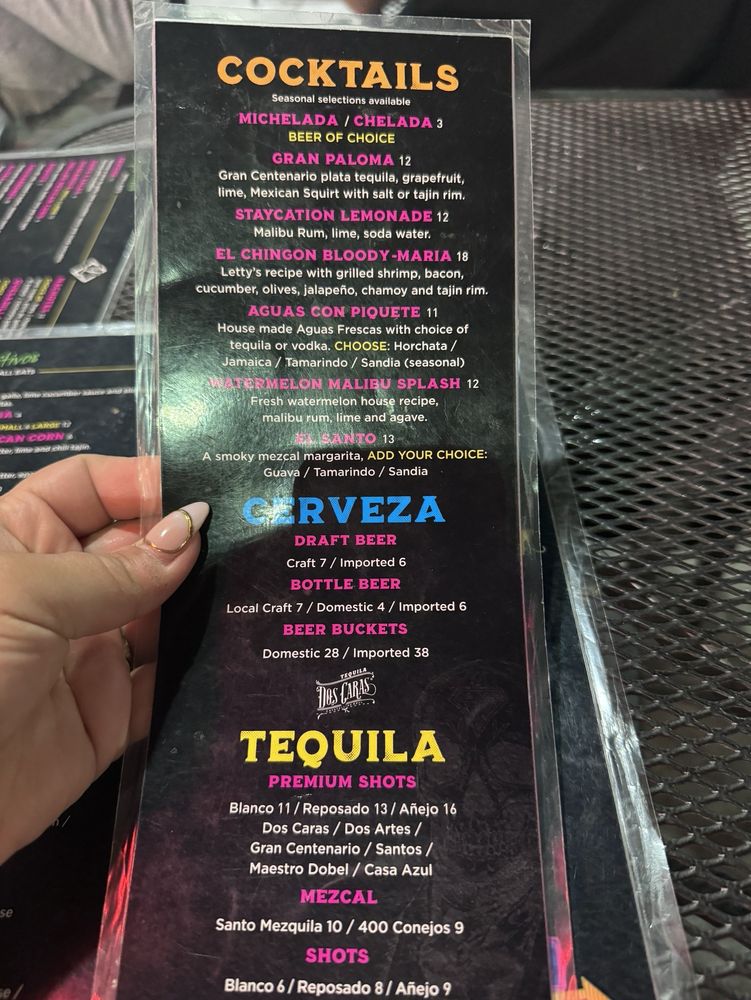 COCKTAILS
Seasonal selections available
MICHELADA / CHELADA 3
BEER OF CHOICE
GRAN PALOMA 12
Gran Centenario plata tequila, grapefruit,
lime, Mexican Squirt with salt or tajin rim.
STAYCATION LEMONADE 12
Malibu Rum, lime, soda water.
EL CHINGON BLOODY-MARIA 18
Letty's recipe with grilled shrimp, bacon,
cucumber, olives, jalapeño, chamoy and tajin rim.
AGUAS CON PIQUETE 11
House made Aguas Frescas with choice of
tequila or vodka. CHOOSE: Horchata /
Jamaica / Tamarindo / Sandia (seasonal)
WATERMELON MALIBU SPLASH 12
Fresh watermelon house recipe,
malibu rum, lime and agave.
EL SANTO 13
A smoky mezcal margarita, ADD YOUR CHOICE:
Guava / Tamarindo / Sandia
CERVEZA
DRAFT BEER
Craft 7 / Imported 6
BOTTLE BEER
Local Craft 7 / Domestic 4 / Imported 6
BEER BUCKETS
Domestic 28 / Imported 38
TEQUILA
DOS CARAS
TEQUILA
PREMIUM SHOTS
Blanco 11 / Reposado 13 / Añejo 16
Dos Caras / Dos Artes /
Gran Centenario / Santos /
Maestro Dobel / Casa Azul
MEZCAL
Santo Mezquila 10 / 400 Conejos 9
SHOTS
Blanco 6 / Reposado 8 / Añejo 9